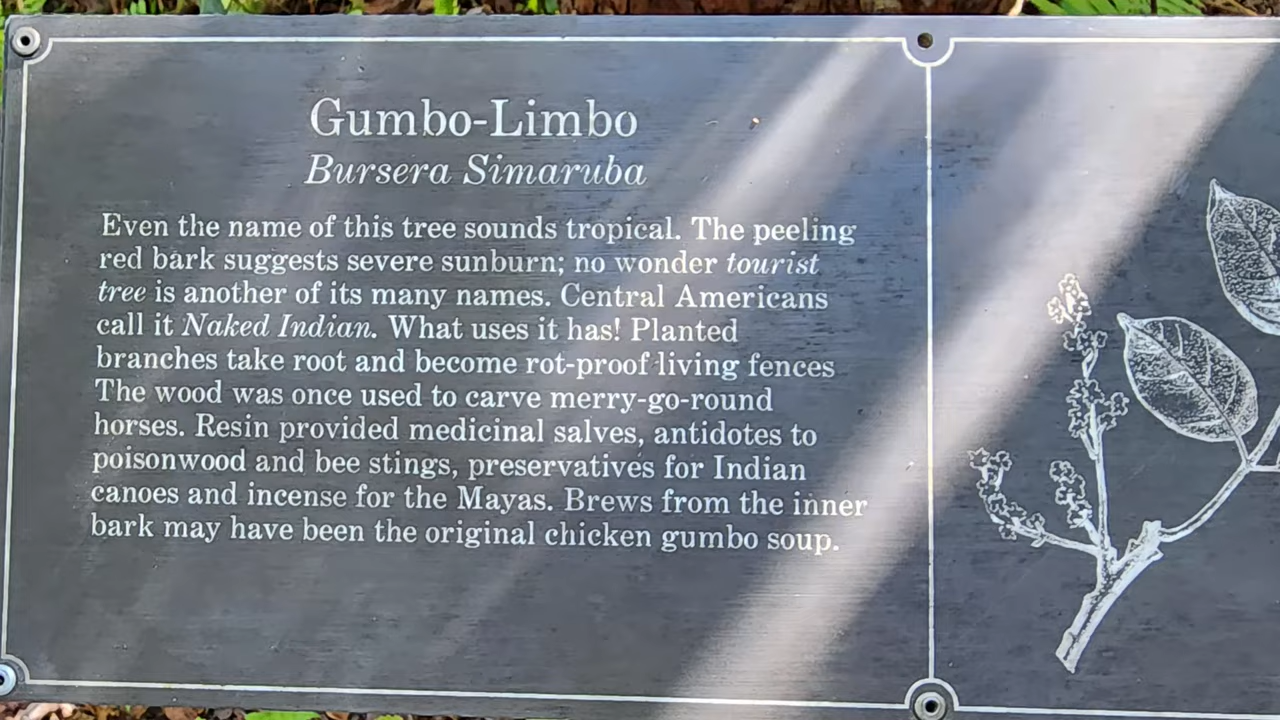 Gumbo-Limbo
Bursera Simaruba
Even the name of this tree sounds tropical. The peeling
red bark suggests severe sunburn; no wonder tourist
tree is another of its many names. Central Americans
call it Naked Indian. What uses it has! Planted
branches take root and become rot-proof living fences
The wood was once used to carve merry-go-round
horses. Resin provided medicinal salves, antidotes to
poisonwood and bee stings, preservatives for Indian
canoes and incense for the Mayas. Brews from the inner
bark may have been the original chicken gumbo soup.